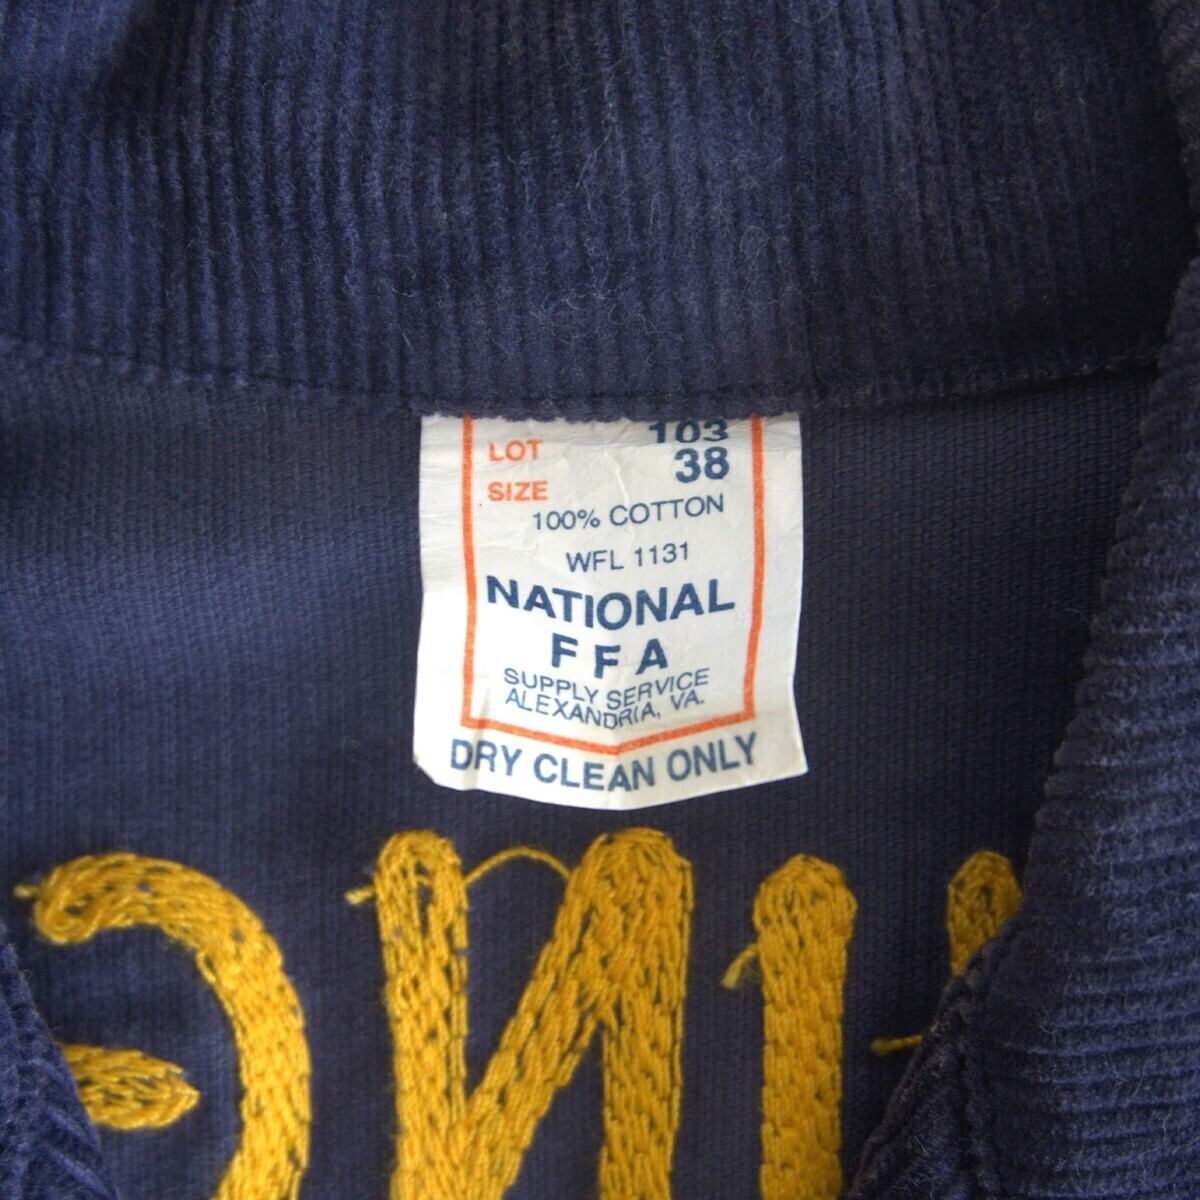 LOT 103
SIZE 38
100% COTTON
WFL 1131
NATIONAL
F F A
SUPPLY SERVICE
ALEXANDRIA, VA.
DRY CLEAN ONLY